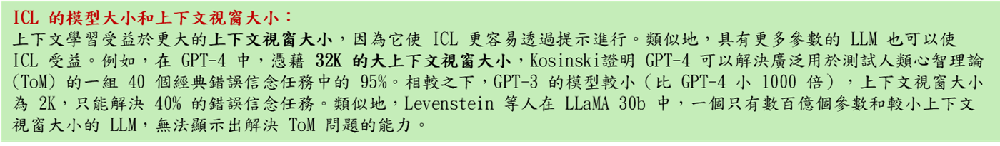 ICL 的模型大小和上下文視窗大小：
上下文學習受益於更大的上下文視窗大小，因為它使 ICL 更容易透過提示進行。類似地，具有更多參數的 LLM 也可以使
ICL 受益。例如，在 GPT-4 中，憑藉 32K 的大上下文視窗大小，Kosinski證明 GPT-4 可以解決廣泛用於測試人類心智理論
(ToM) 的一組 40 個經典錯誤信念任務中的 95%。相較之下，GPT-3 的模型較小（比 GPT-4 小 1000 倍），上下文視窗大小
為 2K，只能解決 40% 的錯誤信念任務。類似地，Levenstein 等人在 LLaMA 30b 中，一個只有數百億個參數和較小上下文
視窗大小的 LLM，無法顯示出解決 ToM 問題的能力。